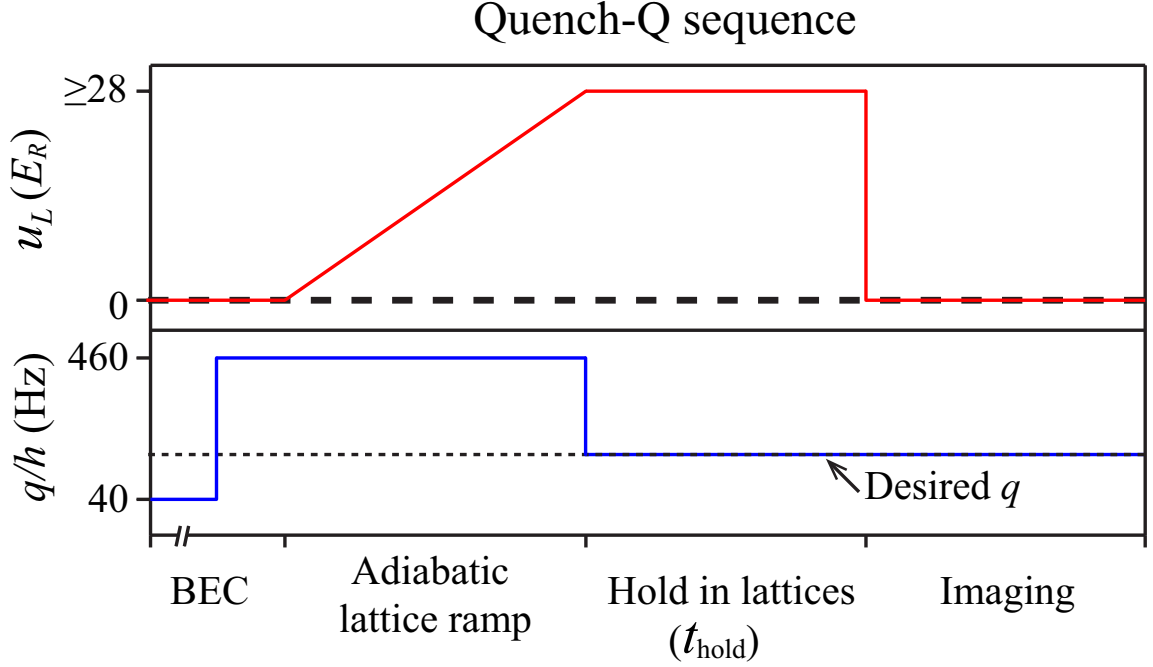 Quench-Q sequence
≥28
u_L (E_R)
0
460
q/h (Hz)
40
Desired q
BEC
Adiabatic
lattice ramp
Hold in lattices
(t_hold)
Imaging